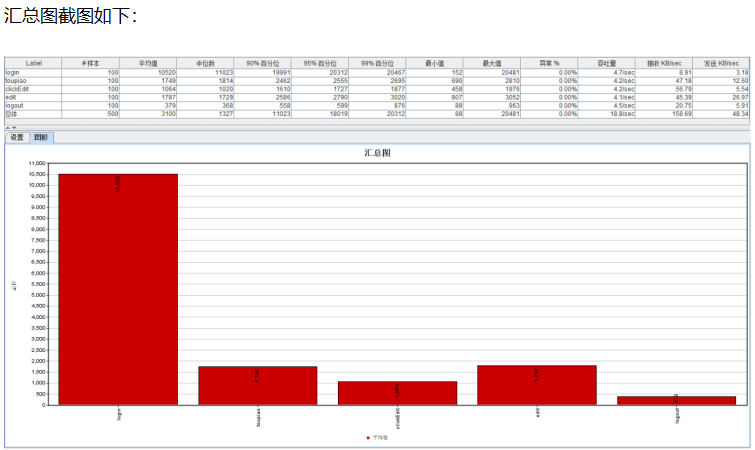 汇总图截图如下：
Label # 样本 平均值 中位数 90% 百分位 95% 百分位 99% 百分位 最小值 最大值 异常 % 吞吐量 接收 KB/sec 发送 KB/sec
login 100 10520 11023 19991 20312 20467 152 20481 0.00% 4.7/sec 8.91 3.18
toupiao 100 1749 1814 2462 2555 2695 690 2810 0.00% 4.2/sec 47.18 12.60
clickEdit 100 1064 1020 1610 1727 1877 458 1976 0.00% 4.2/sec 56.79 5.54
edit 100 1787 1729 2586 2790 3020 807 3052 0.00% 4.1/sec 45.39 26.97
logout 100 379 368 558 599 876 88 963 0.00% 4.5/sec 20.75 5.91
总体 500 3100 1327 11023 18019 20312 88 20481 0.00% 18.8/sec 158.69 48.34
设置 图形
汇总图
11,000
10,500
10,000
9,500
9,000
8,500
8,000
7,500
7,000
6,500
6,000
5,500
5,000
4,500
4,000
3,500
3,000
2,500
2,000
1,500
1,000
500
0
login
toupiao
clickEdit
edit
logout
平均值